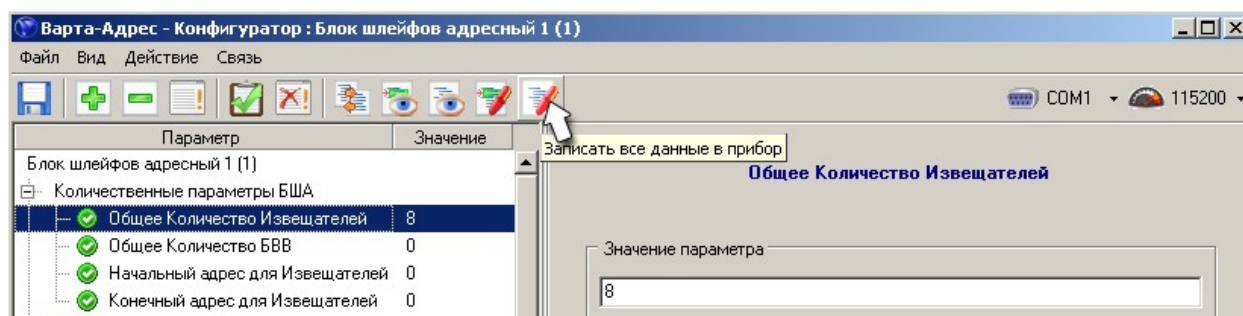 Варта-Адрес - Конфигуратор : Блок шлейфов адресный 1 (1)
Файл Вид Действие Связь
COM1 115200
Параметр Значение
Записать все данные в прибор
Блок шлейфов адресный 1 (1)
Общее Количество Извещателей
Количественные параметры БША
Общее Количество Извещателей 8
Общее Количество БВВ 0
Значение параметра
Начальный адрес для Извещателей 0
8
Конечный адрес для Извещателей 0